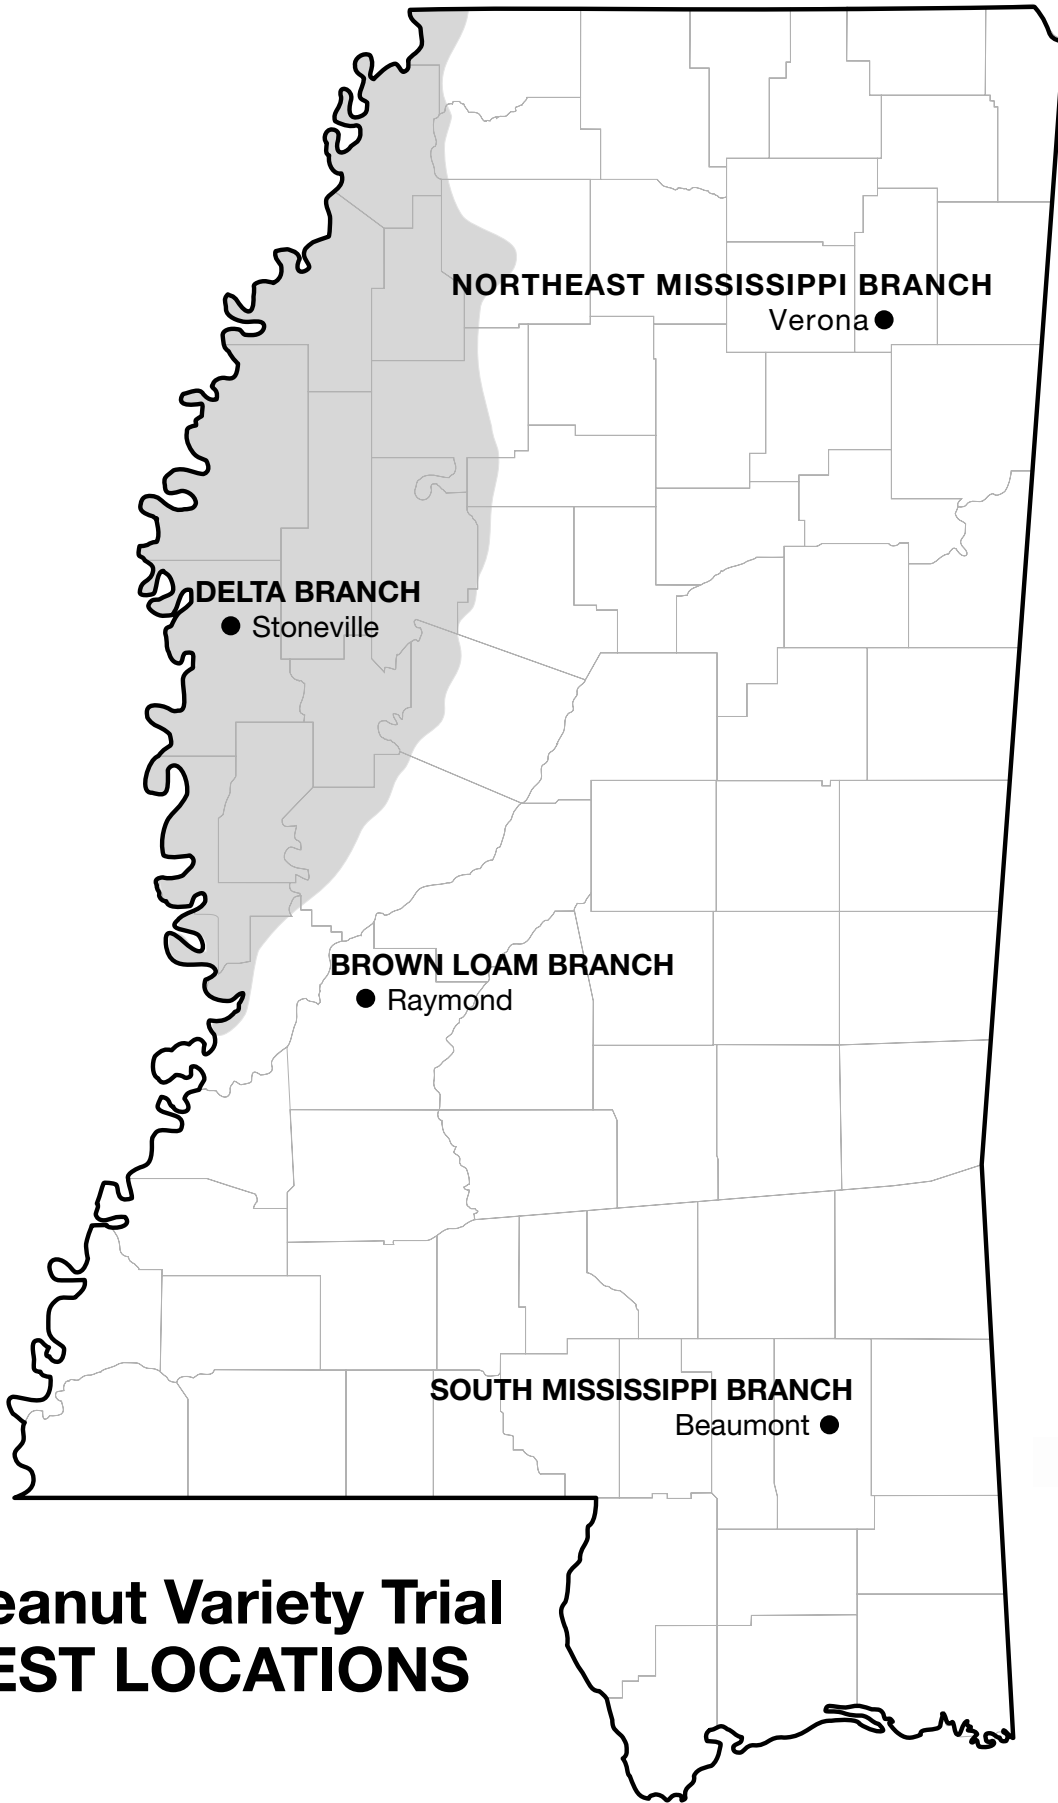 NORTHEAST MISSISSIPPI BRANCH
Verona
DELTA BRANCH
Stoneville
BROWN LOAM BRANCH
Raymond
SOUTH MISSISSIPPI BRANCH
Beaumont
eanut Variety Trial
EST LOCATIONS